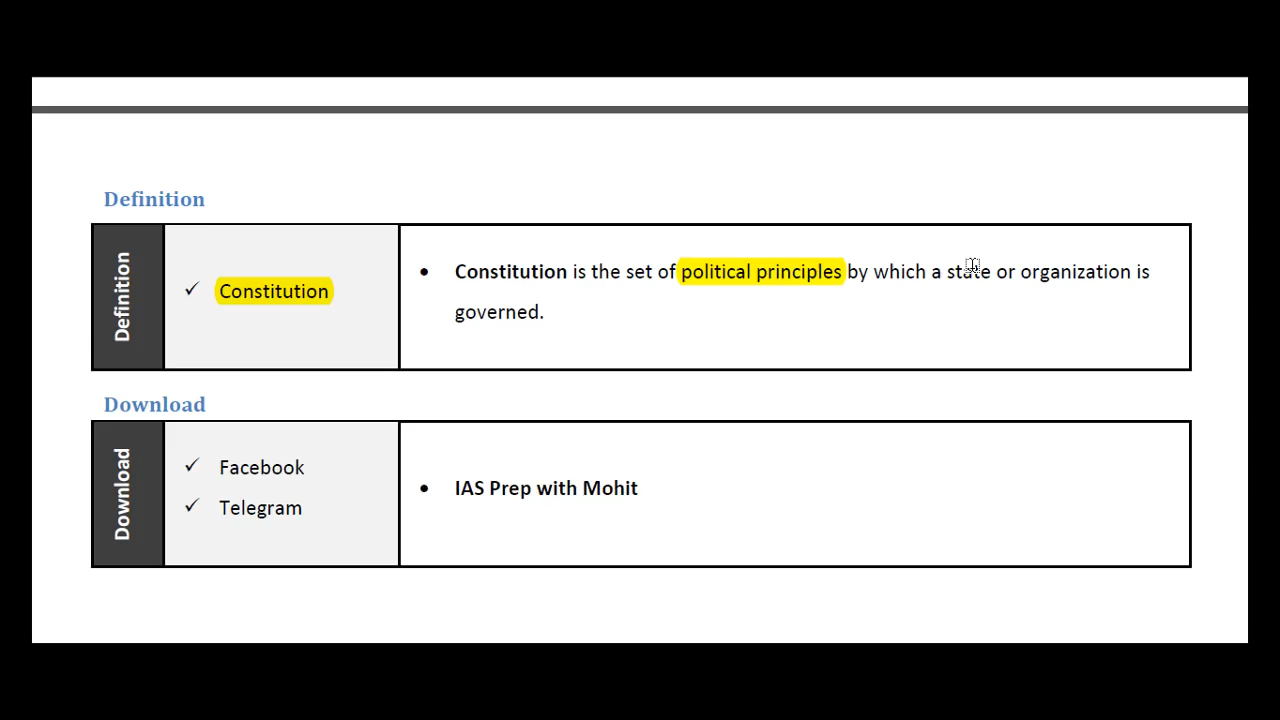 Definition
Definition
✓ Constitution
• Constitution is the set of political principles by which a state or organization is
governed.
Download
Download
✓ Facebook
✓ Telegram
• IAS Prep with Mohit